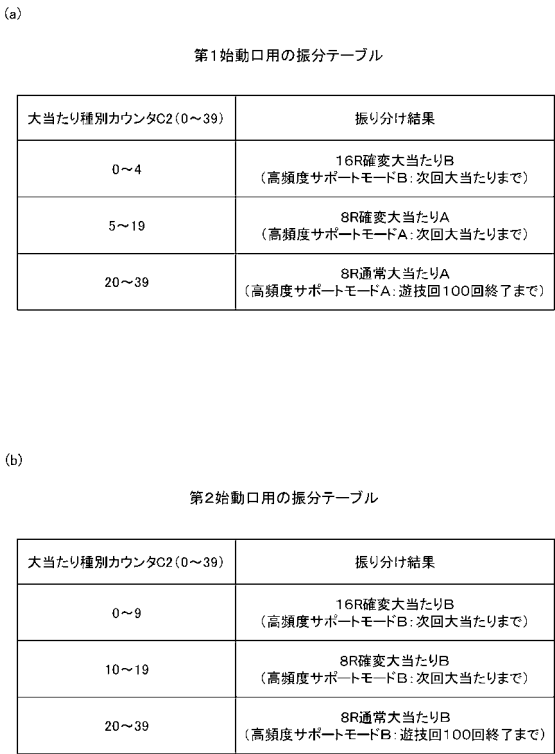 (a)
第1始動口用の振分テーブル
大当たり種別カウンタC2(0～39)
振り分け結果
0～4
16R確変大当たりB
(高頻度サポートモードB:次回大当たりまで)
5～19
8R確変大当たりA
(高頻度サポートモードA:次回大当たりまで)
20～39
8R通常大当たりA
(高頻度サポートモードA:遊技回100回終了まで)
(b)
第2始動口用の振分テーブル
大当たり種別カウンタC2(0～39)
振り分け結果
0～9
16R確変大当たりB
(高頻度サポートモードB:次回大当たりまで)
10～19
8R確変大当たりB
(高頻度サポートモードB:次回大当たりまで)
20～39
8R通常大当たりB
(高頻度サポートモードB:遊技回100回終了まで)